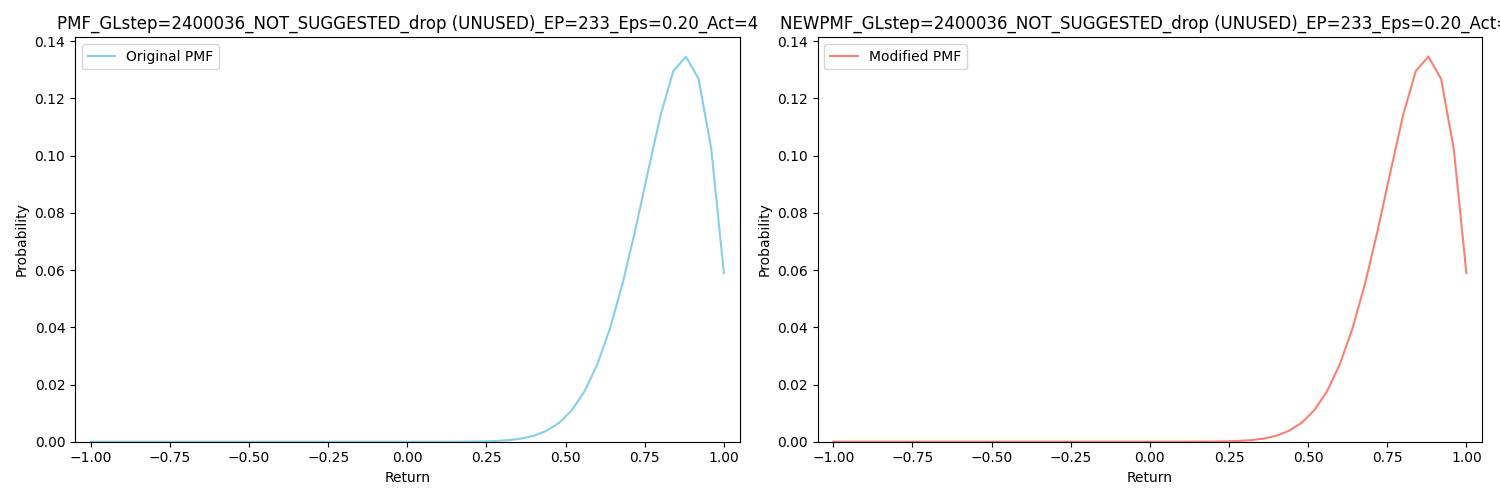 PMF_GLstep=2400036_NOT_SUGGESTED_drop (UNUSED)_EP=233_Eps=0.20_Act=4
Original PMF
0.14
0.12
0.10
0.08
0.06
0.04
0.02
0.00
Probability
−1.00 −0.75 −0.50 −0.25 0.00 0.25 0.50 0.75 1.00
Return
NEWPMF_GLstep=2400036_NOT_SUGGESTED_drop (UNUSED)_EP=233_Eps=0.20_Act=
Modified PMF
0.14
0.12
0.10
0.08
0.06
0.04
0.02
0.00
Probability
−1.00 −0.75 −0.50 −0.25 0.00 0.25 0.50 0.75 1.00
Return